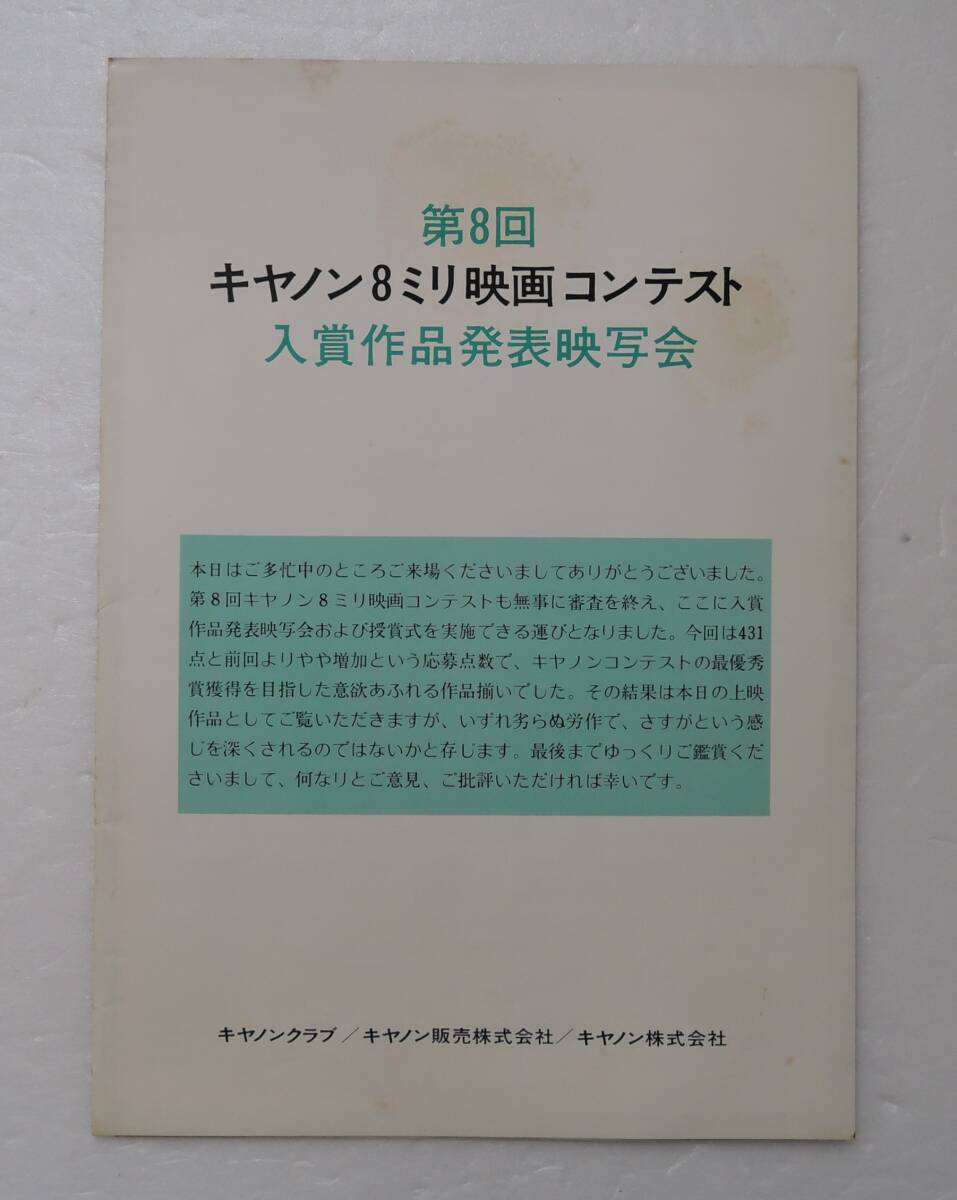 第8回
キヤノン8ミリ映画コンテスト
入賞作品発表映写会
本日はご多忙中のところご来場くださいましてありがとうございました。
第8回キヤノン8ミリ映画コンテストも無事に審査を終え、ここに入賞
作品発表映写会および授賞式を実施できる運びとなりました。今回は431
点と前回よりやや増加という応募点数で、キヤノンコンテストの最優秀
賞獲得を目指した意欲あふれる作品揃いでした。その結果は本日の上映
作品としてご覧いただきますが、いずれ劣らぬ労作で、さすがという感
じを深くされるのではないかと存じます。最後までゆっくりご鑑賞くだ
さいまして、何なりとご意見、ご批評いただければ幸いです。
キヤノンクラブ/キヤノン販売株式会社/キヤノン株式会社